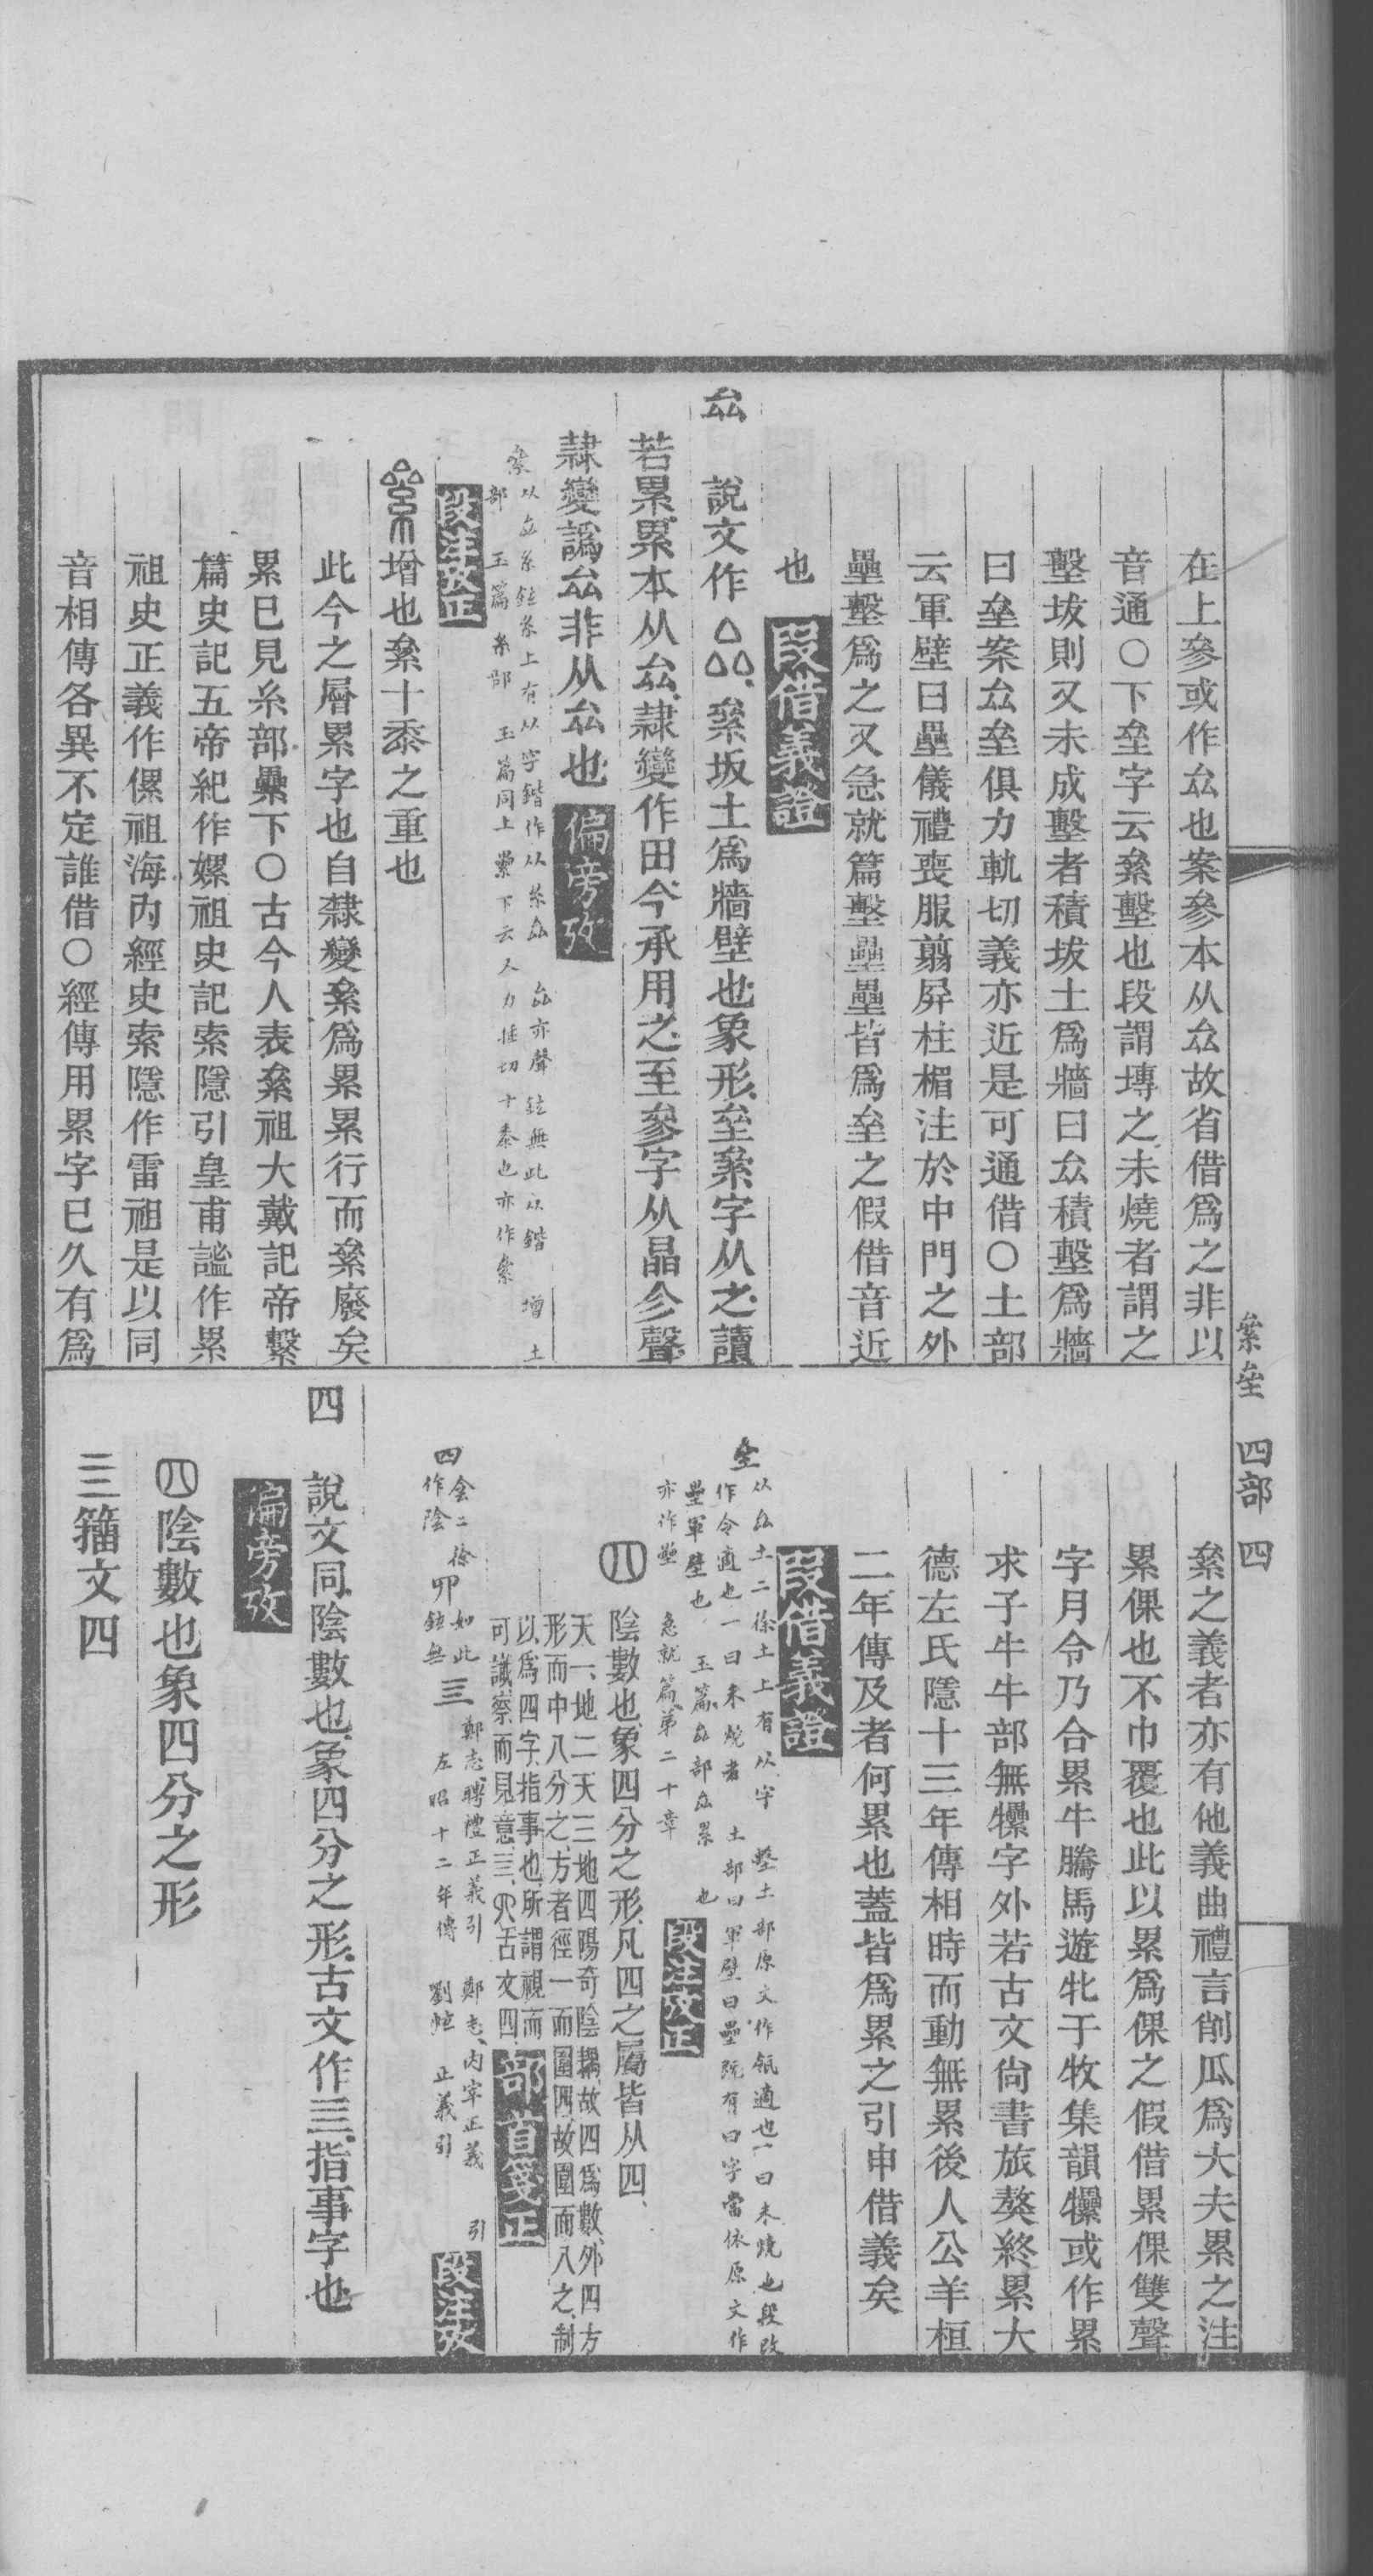 在上參或作厽也案參本从厽故省借爲之非以
音通○下垒字云絫墼也段謂塼之未燒者謂之
墼坺則又未成墼者積坺土爲牆曰厽積墼爲牆
曰垒案厽垒俱力軌切義亦近是可通借○土部
云軍壁曰壘儀禮喪服翦屏柱楣注於中門之外
壘墼爲之又急就篇墼壘壘皆爲垒之假借音近
也 叚借義證
厽 說文作𠫬絫坺土爲牆壁也象形垒絫字从之讀
若累累本从厽隷變作田今承用之至參字从晶㐱聲
隷變譌厽非从厽也 偏旁攷
絫 以厽糸鉉糸上有从字鍇作从糸厽 厽亦聲 鉉無此从鍇 增 土
部 玉篇 糸部 玉篇同上 纍下云 力捶切十黍也亦作絫
段注攷正
絫增也絫十黍之重也
此今之層累字也自隸變絫爲累累行而絫廢矣
累已見糸部纍下○古今人表絫祖大戴記帝繫
篇史記五帝紀作嫘祖史記索隱引皇甫謐作累
祖史正義作傫祖海內經史索隱作雷祖是以同
音相傳各異不定誰借○經傳用累字已久有爲
絫垒 四部 四
絫之義者亦有他義曲禮言削瓜爲大夫累之注
累倮也不巾覆也此以累爲倮之假借累倮雙聲
字月令乃合累牛騰馬遊牝于牧集韻㹎或作累
求子牛牛部無㹎字外若古文尙書旅獒終累大
德左氏隱十三年傳相時而動無累後人公羊桓
二年傳及者何累也蓋皆爲累之引申借義矣
叚借義證
垒 从厽土二徐土上有从字 墼土部原文作瓴適也一曰未燒也段改
作令適也一曰未燒者 土部曰軍壁曰壘旣有曰字當依原文作
壘軍壁也 玉篇厽部厽累 也
亦作壘 急就篇第二十章 段注攷正
四 陰數也象四分之形凡四之屬皆从四
天一地二天三地四陽奇陰耦故四爲數外四方
形而中八分之方者徑一而圍四故圍而八之制
以爲四字指事也所謂視而
可識察而見意三𦉭古文四 部首訂正
四 侌二徐 作陰 丣 如此 鉉無 三 鄭志聘禮正義引 鄭志內宰正義 引
左昭十二年傳 劉炫 正義引 段注攷
四 說文同陰數也象四分之形古文作亖指事字也
偏旁攷
四陰數也象四分之形
亖籀文四